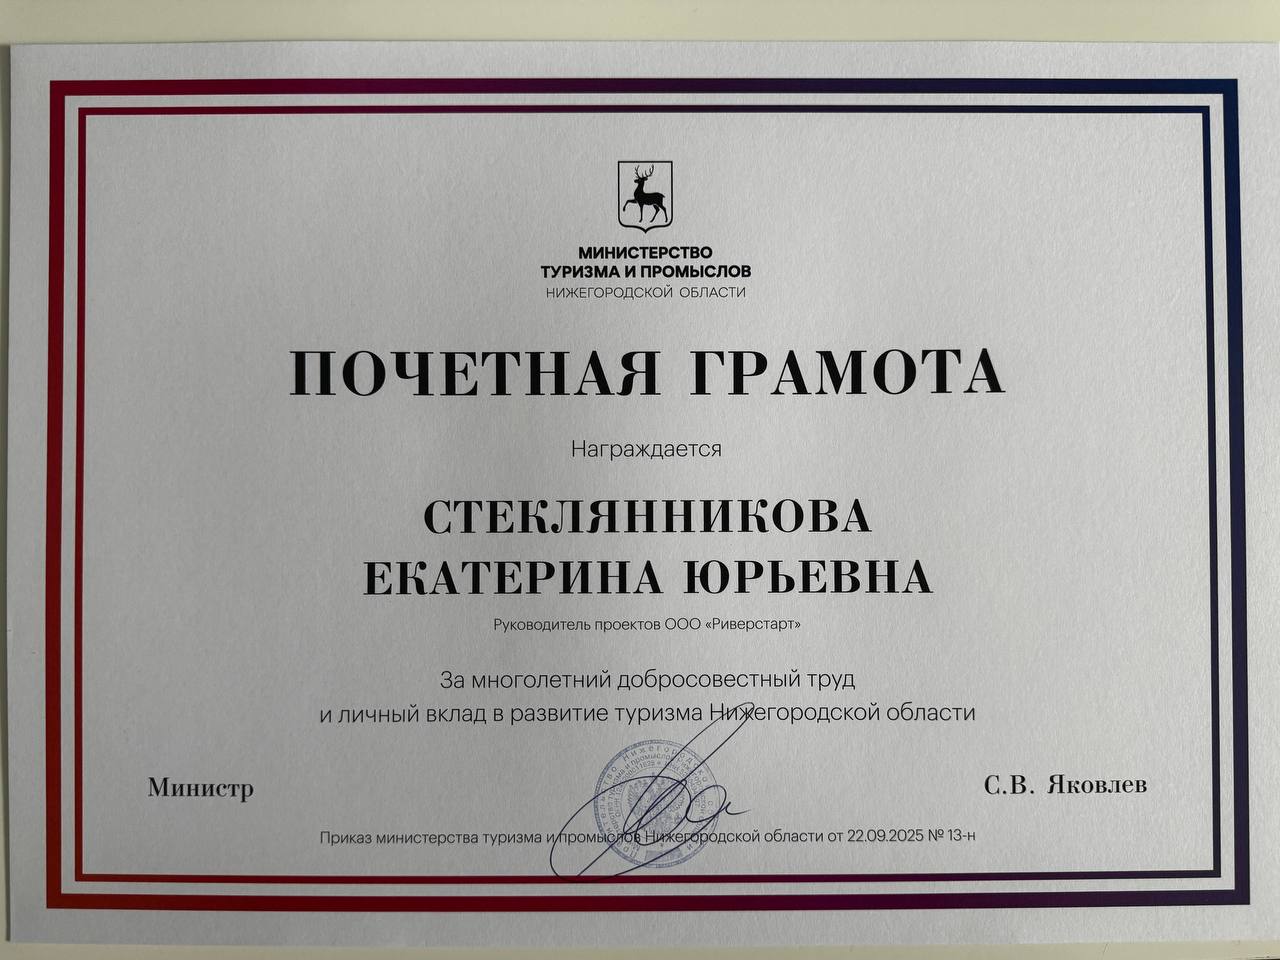 МИНИСТЕРСТВО
ТУРИЗМА И ПРОМЫСЛОВ
НИЖЕГОРОДСКОЙ ОБЛАСТИ
ПОЧЕТНАЯ ГРАМОТА
Награждается
СТЕКЛЯННИКОВА
ЕКАТЕРИНА ЮРЬЕВНА
Руководитель проектов ООО «Риверстарт»
За многолетний добросовестный труд
и личный вклад в развитие туризма Нижегородской области
Министр
С.В. Яковлев
Приказ министерства туризма и промыслов Нижегородской области от 22.09.2025 № 13-н